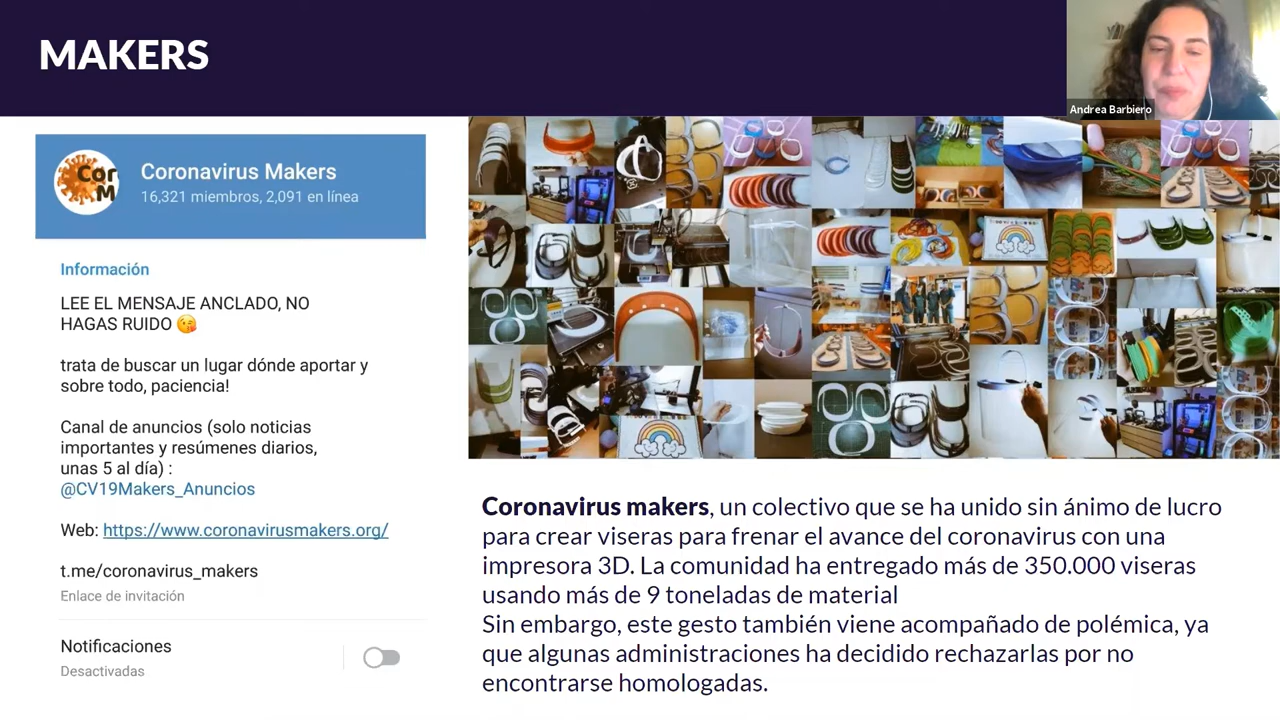 MAKERS
Andrea Barbiero
Cor
M
Coronavirus Makers
16,321 miembros, 2,091 en línea
Información
LEE EL MENSAJE ANCLADO, NO
HAGAS RUIDO 😘
trata de buscar un lugar dónde aportar y
sobre todo, paciencia!
Canal de anuncios (solo noticias
importantes y resúmenes diarios,
unas 5 al día) :
@CV19Makers_Anuncios
Web: https://www.coronavirusmakers.org/
t.me/coronavirus_makers
Enlace de invitación
Notificaciones
Desactivadas
Coronavirus makers, un colectivo que se ha unido sin ánimo de lucro
para crear viseras para frenar el avance del coronavirus con una
impresora 3D. La comunidad ha entregado más de 350.000 viseras
usando más de 9 toneladas de material
Sin embargo, este gesto también viene acompañado de polémica, ya
que algunas administraciones ha decidido rechazarlas por no
encontrarse homologadas.